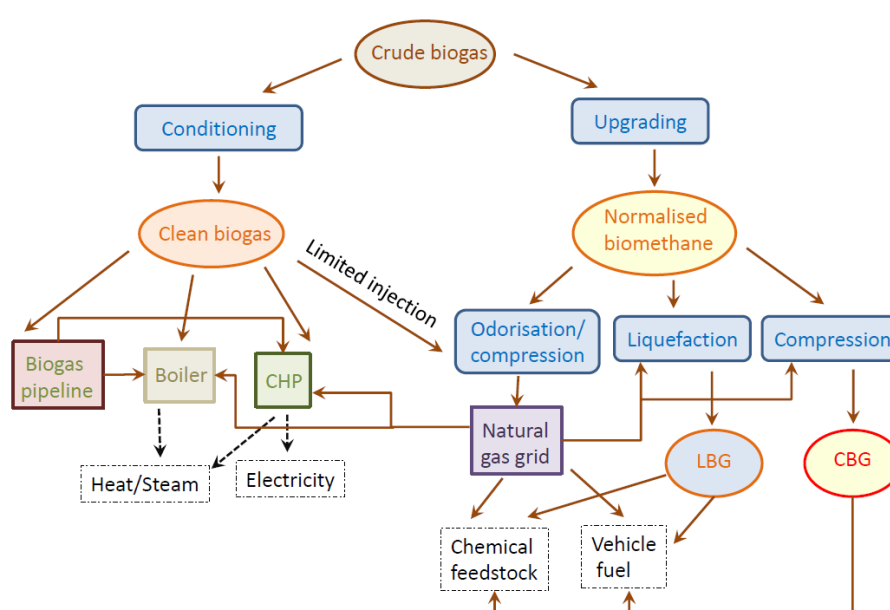 Crude biogas
Conditioning
Upgrading
Clean biogas
Normalised
biomethane
Limited injection
Odorisation/
compression
Liquefaction
Compression
Biogas
pipeline
Boiler
CHP
Natural
gas grid
LBG
CBG
Heat/Steam
Electricity
Chemical
feedstock
Vehicle
fuel